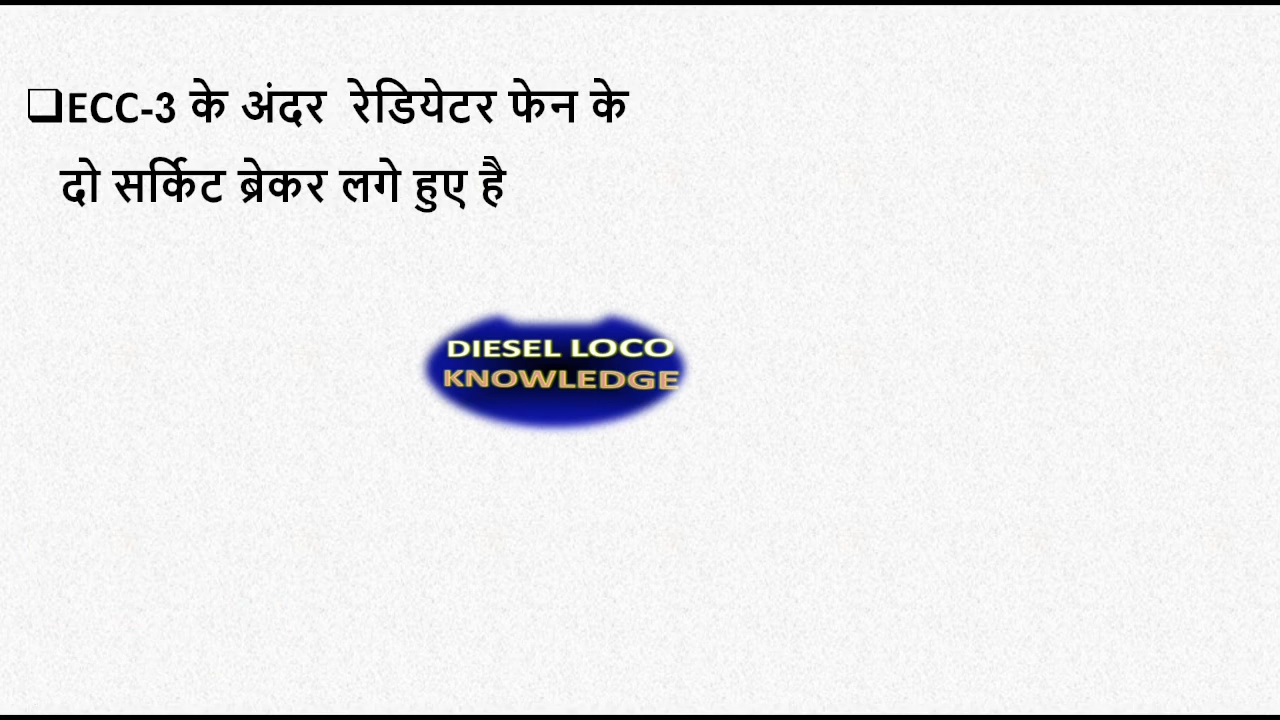 ❑ECC-3 के अंदर रेडियेटर फेन के
दो सर्किट ब्रेकर लगे हुए है
DIESEL LOCO
KNOWLEDGE